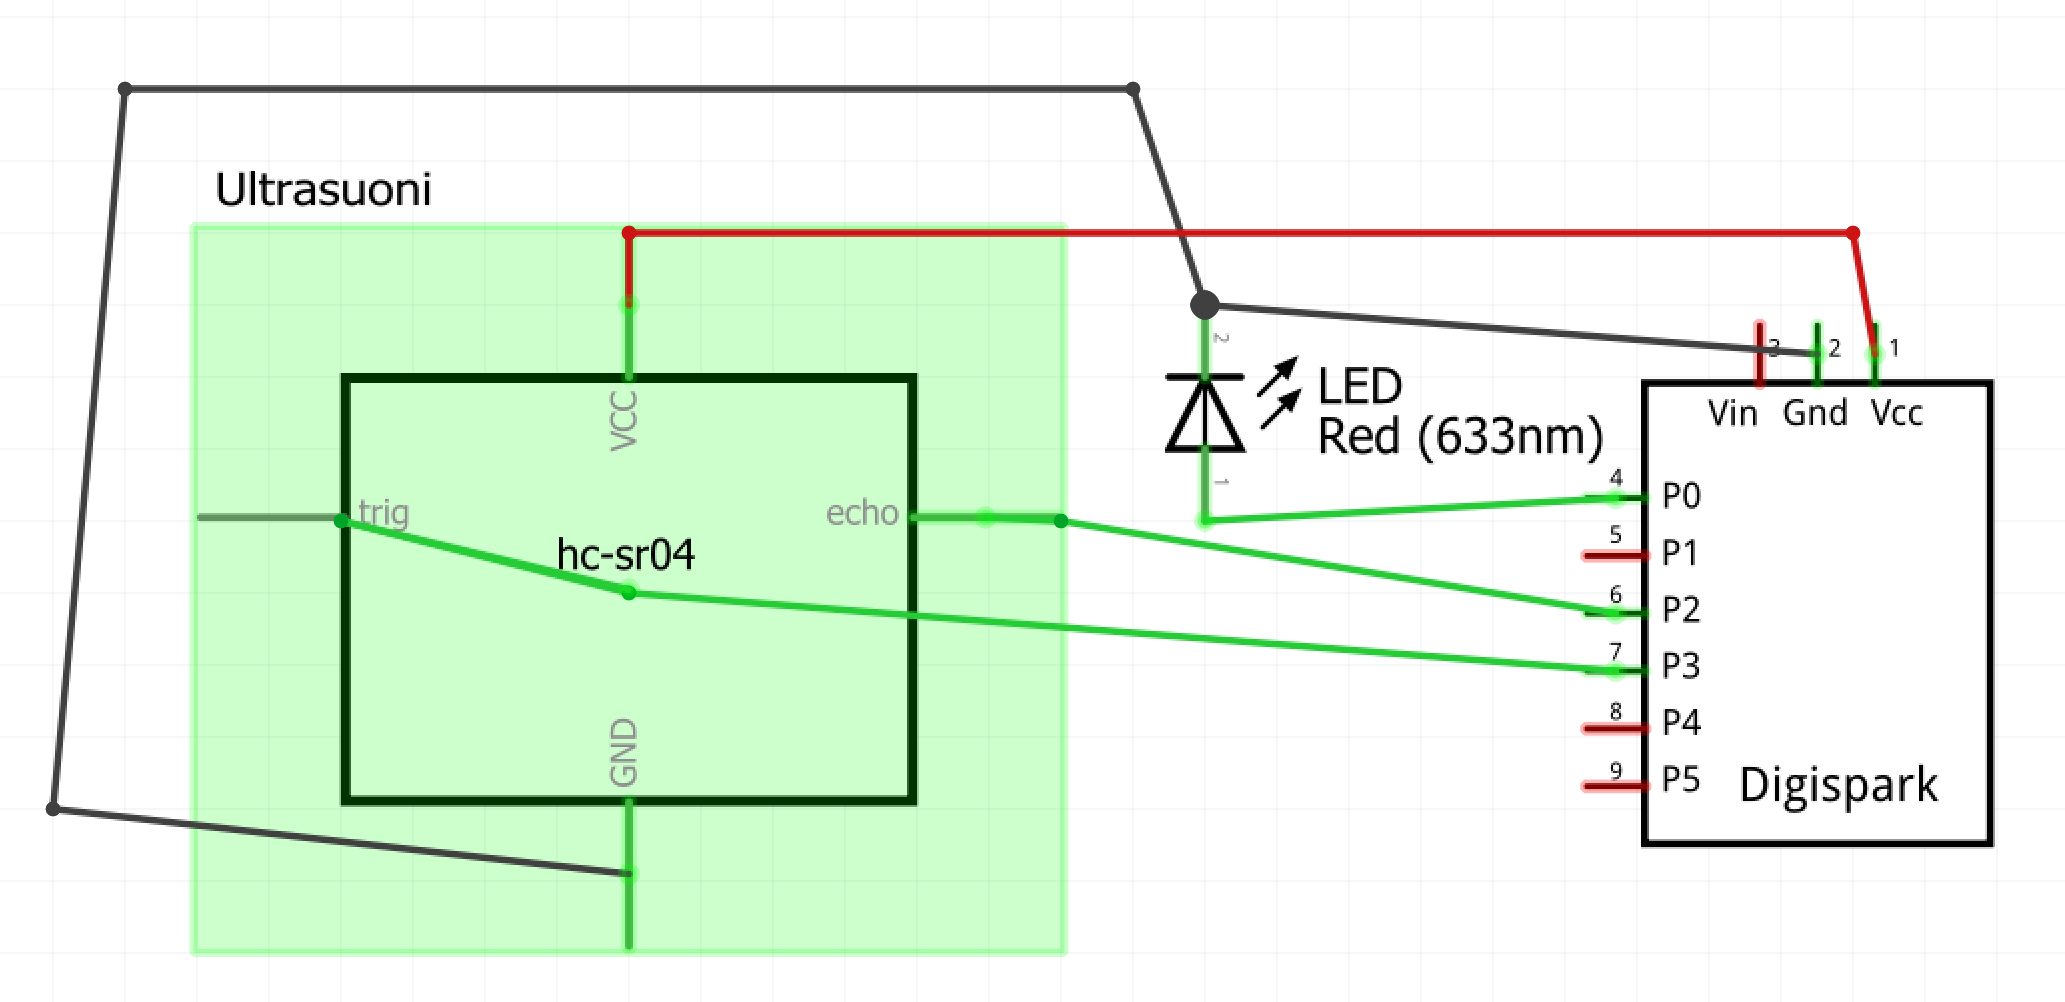 Ultrasuoni
VCC
trig
echo
hc-sr04
GND
2
LED
Red (633nm)
1
3
2
1
Vin
Gnd
Vcc
4
P0
5
P1
6
P2
7
P3
8
P4
9
P5
Digispark